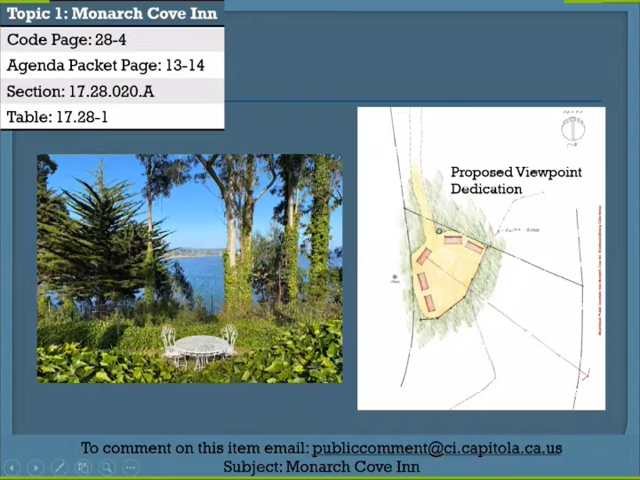 Topic 1: Monarch Cove Inn
Code Page: 28-4
Agenda Packet Page: 13-14
Section: 17.28.020.A
Table: 17.28-1
Proposed Viewpoint
Dedication
To comment on this item email: publiccomment@ci.capitola.ca.us
Subject: Monarch Cove Inn